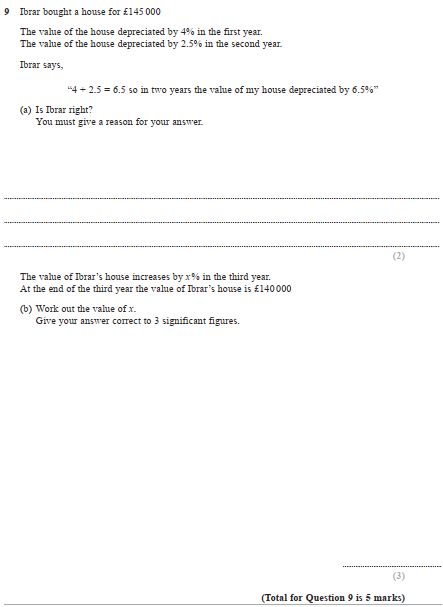 9 Ibrar bought a house for £145 000
The value of the house depreciated by 4% in the first year.
The value of the house depreciated by 2.5% in the second year.
Ibrar says,
“4 + 2.5 = 6.5 so in two years the value of my house depreciated by 6.5%”
(a) Is Ibrar right?
You must give a reason for your answer.
(2)
The value of Ibrar’s house increases by x% in the third year.
At the end of the third year the value of Ibrar’s house is £140 000
(b) Work out the value of x.
Give your answer correct to 3 significant figures.
(3)
(Total for Question 9 is 5 marks)